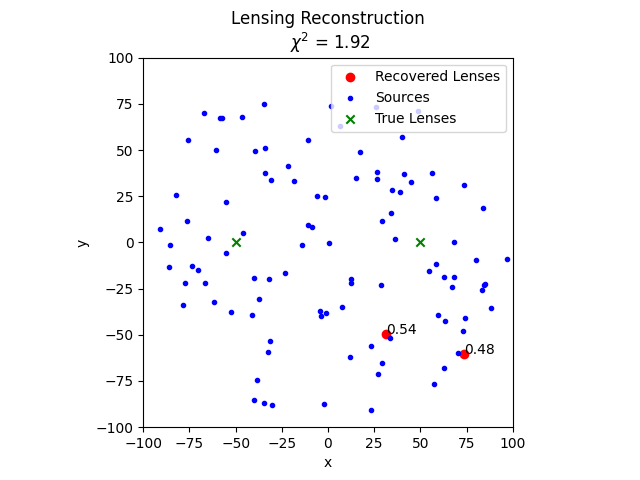 Lensing Reconstruction
χ² = 1.92
Recovered Lenses
Sources
True Lenses
100
75
50
25
0
−25
−50
−75
−100
y
0.54
0.48
−100 −75 −50 −25 0 25 50 75 100
x